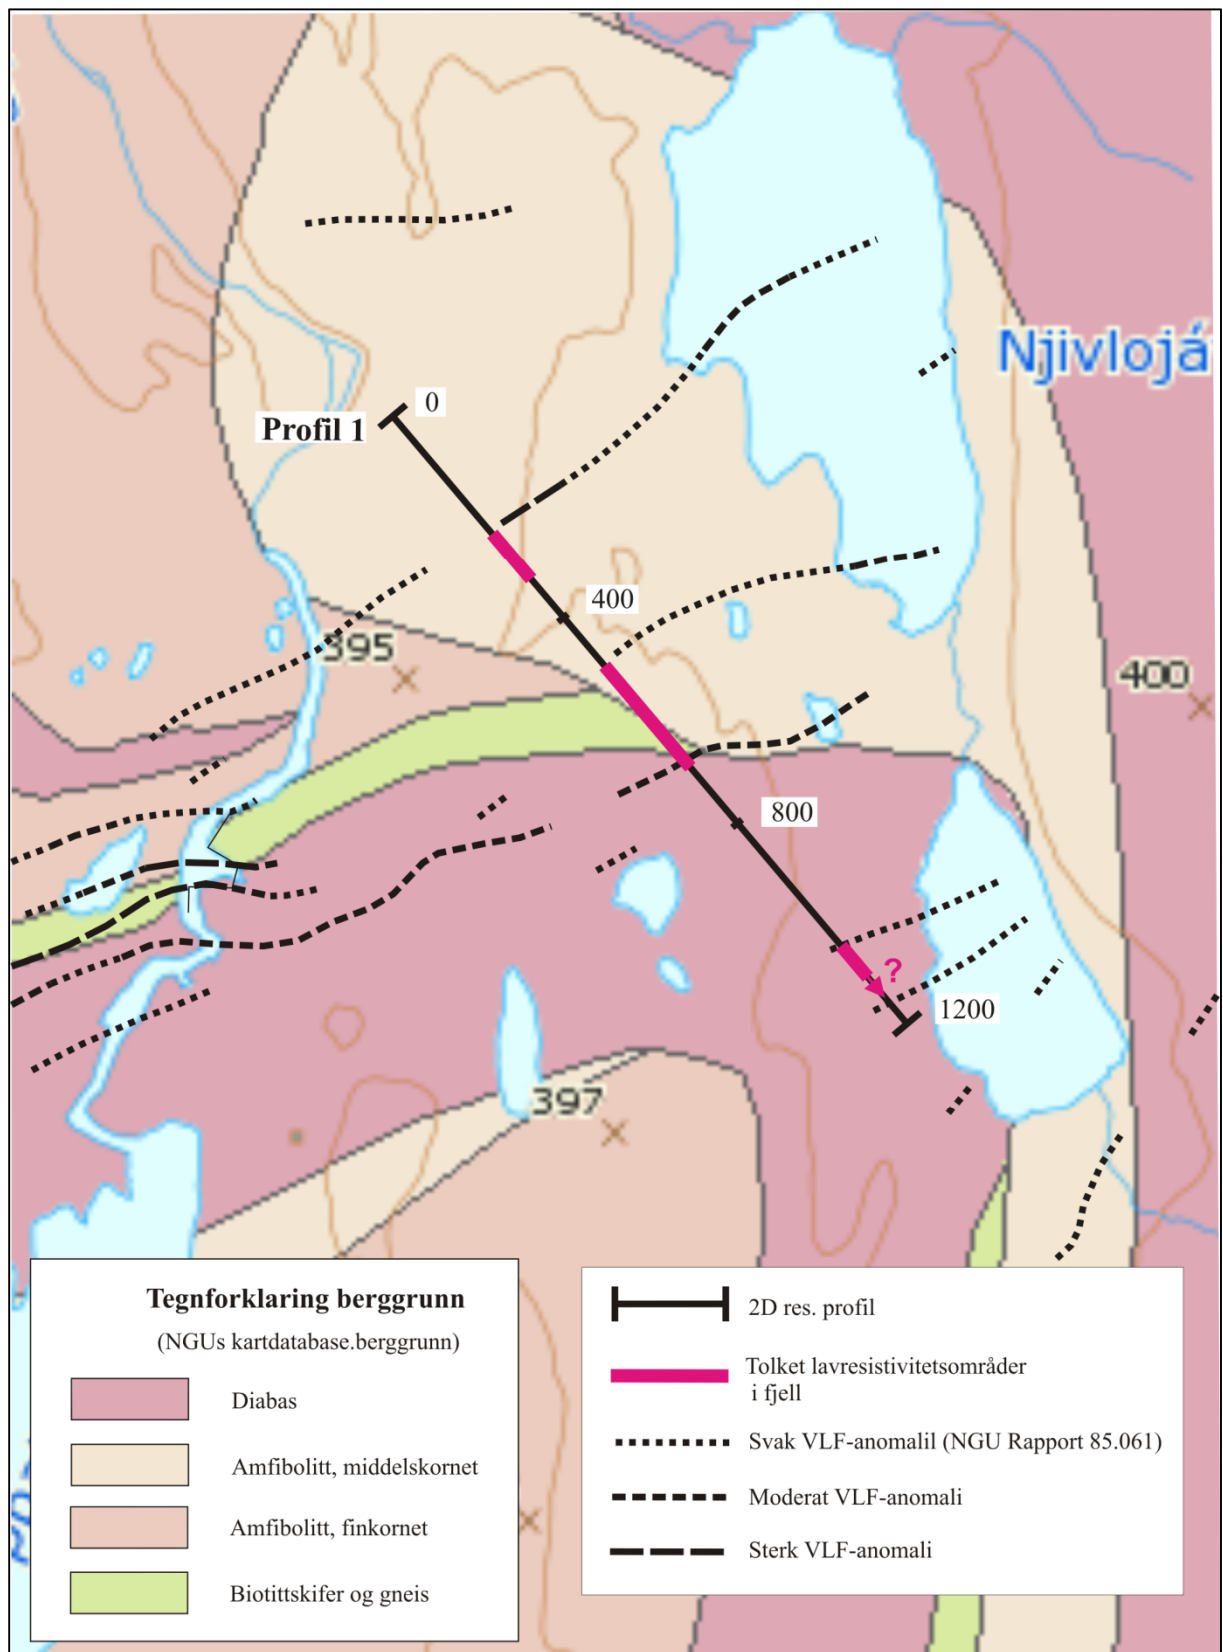 Njivlojá
0
Profil 1
400
395
400
800
?
1200
397
Tegnforklaring berggrunn
(NGUs kartdatabase.berggrunn)
Diabas
Amfibolitt, middelskornet
Amfibolitt, finkornet
Biotittskifer og gneis
2D res. profil
Tolket lavresistivitetsområder
i fjell
Svak VLF-anomalil (NGU Rapport 85.061)
Moderat VLF-anomali
Sterk VLF-anomali